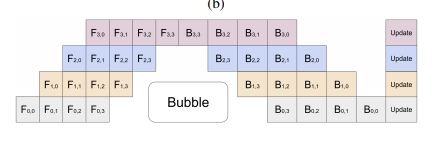 (b)
F3,0 F3,1 F3,2 F3,3 B3,3 B3,2 B3,1 B3,0 Update
F2,0 F2,1 F2,2 F2,3 B2,3 B2,2 B2,1 B2,0 Update
F1,0 F1,1 F1,2 F1,3 B1,3 B1,2 B1,1 B1,0 Update
Bubble
F0,0 F0,1 F0,2 F0,3 B0,3 B0,2 B0,1 B0,0 Update